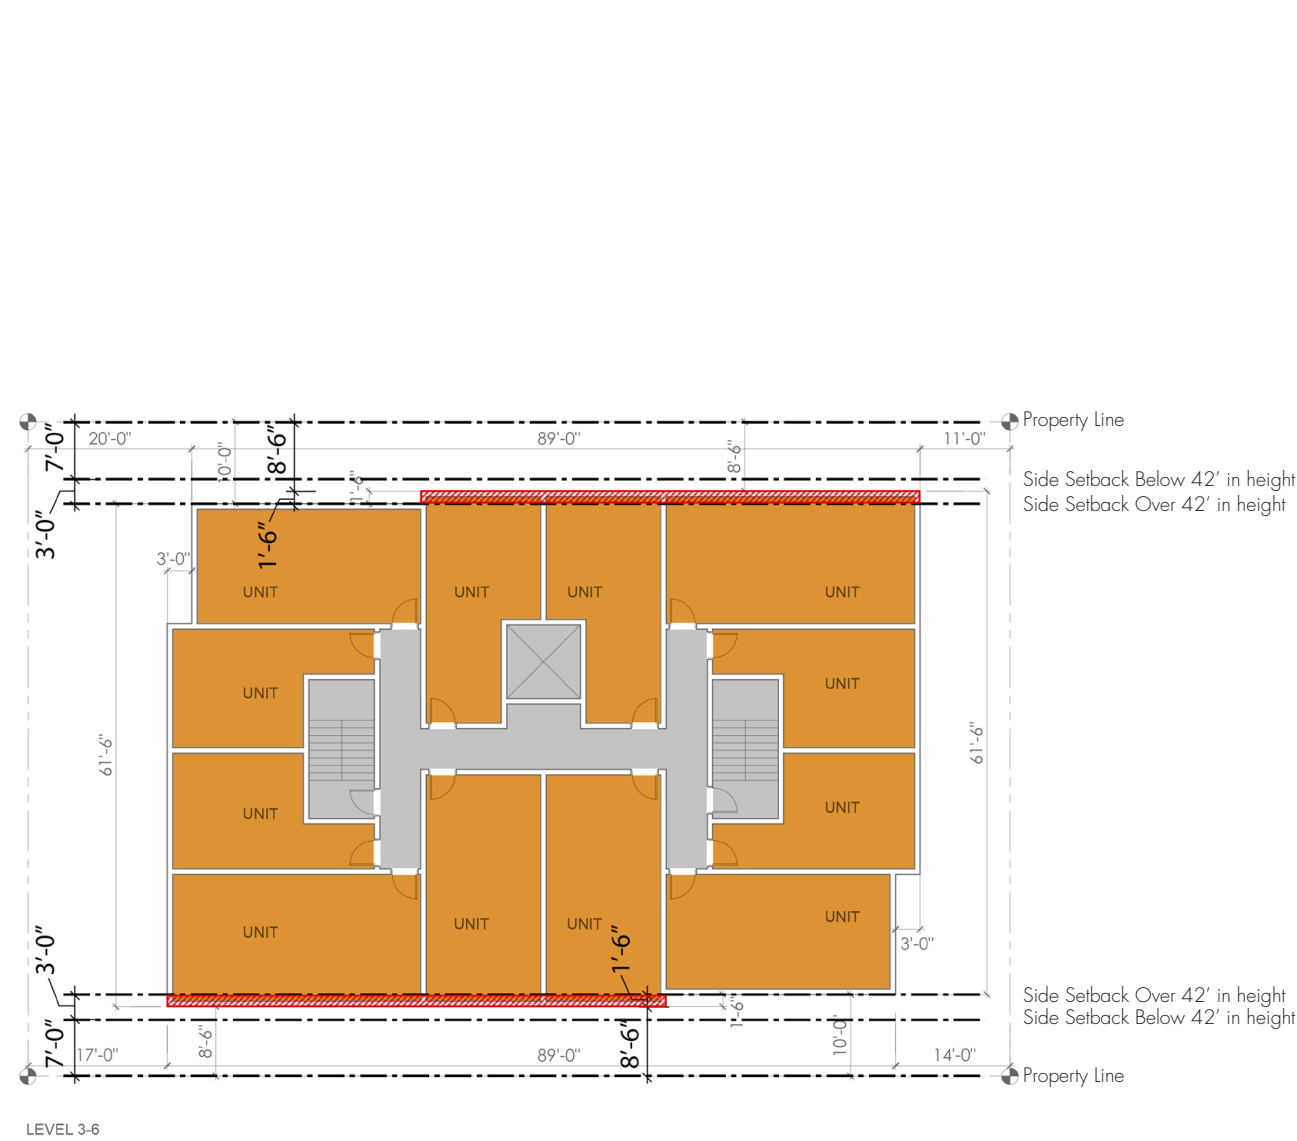 Property Line
20'-0"
89'-0"
11'-0"
7'-0"
10'-0"
8'-6"
8'-6"
1'-6"
Side Setback Below 42' in height
Side Setback Over 42' in height
3'-0"
1'-6"
3'-0"
UNIT
UNIT
UNIT
UNIT
UNIT
UNIT
61'-6"
61'-6"
UNIT
UNIT
UNIT
UNIT
UNIT
UNIT
3'-0"
1'-6"
3'-0"
Side Setback Over 42' in height
Side Setback Below 42' in height
1'-6"
7'-0"
17'-0"
8'-6"
89'-0"
8'-6"
10'-0"
14'-0"
Property Line
LEVEL 3-6